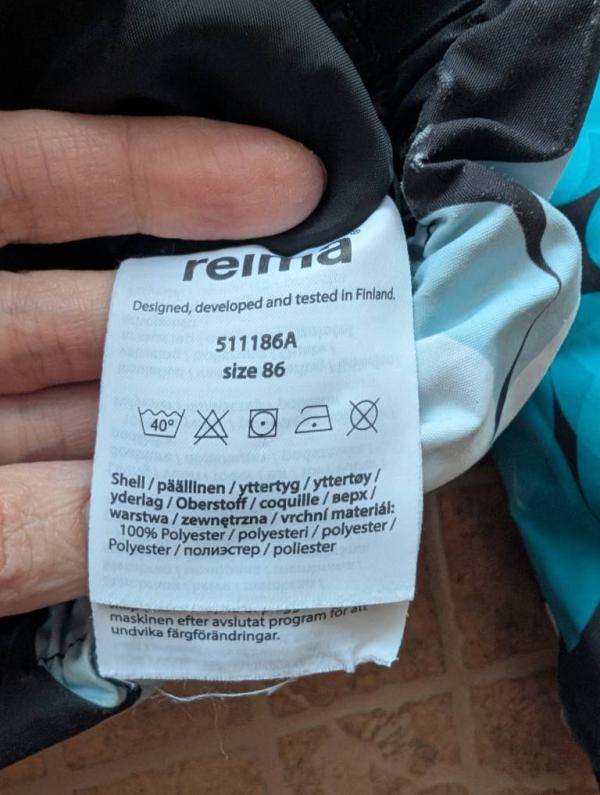 reima®
Designed, developed and tested in Finland.
511186A
size 86
40°
Shell / päällinen / yttertyg / yttertøy /
yderlag / Oberstoff / coquille / верх /
warstwa / zewnętrzna / vrchní materiál:
100% Polyester / polyesteri / polyester /
Polyester / полиэстер / poliester
maskinen efter avslutat program för att
undvika färgförändringar.